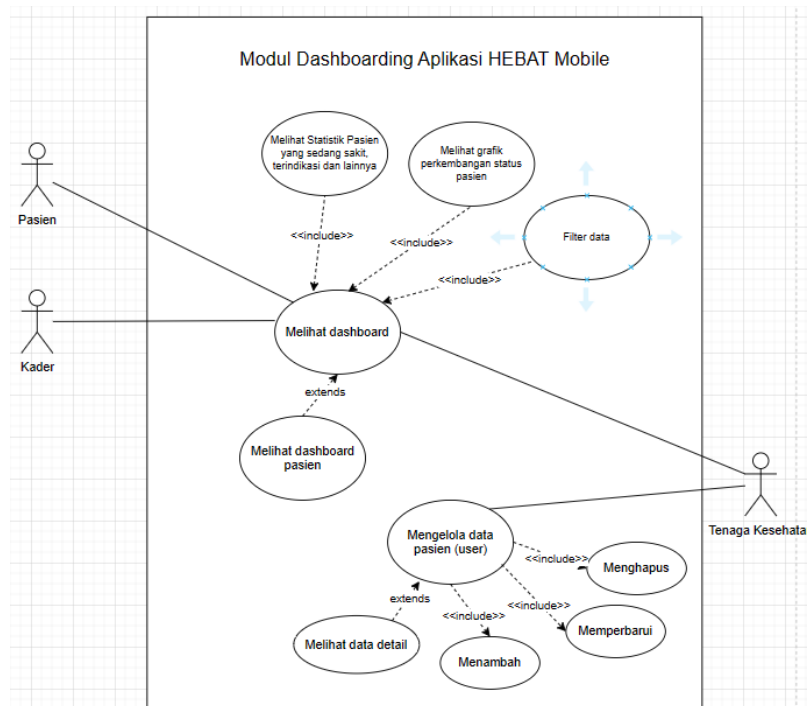 Modul Dashboarding Aplikasi HEBAT Mobile
Melihat Statistik Pasien
yang sedang sakit,
terindikasi dan lainnya
Melihat grafik
perkembangan status
pasien
Filter data
Pasien
<<include>>
<<include>>
<<include>>
Kader
Melihat dashboard
extends
Melihat dashboard
pasien
Tenaga Kesehata
Mengelola data
pasien (user)
<<include>>
Menghapus
extends
<<include>>
<<include>>
Melihat data detail
Menambah
Memperbarui